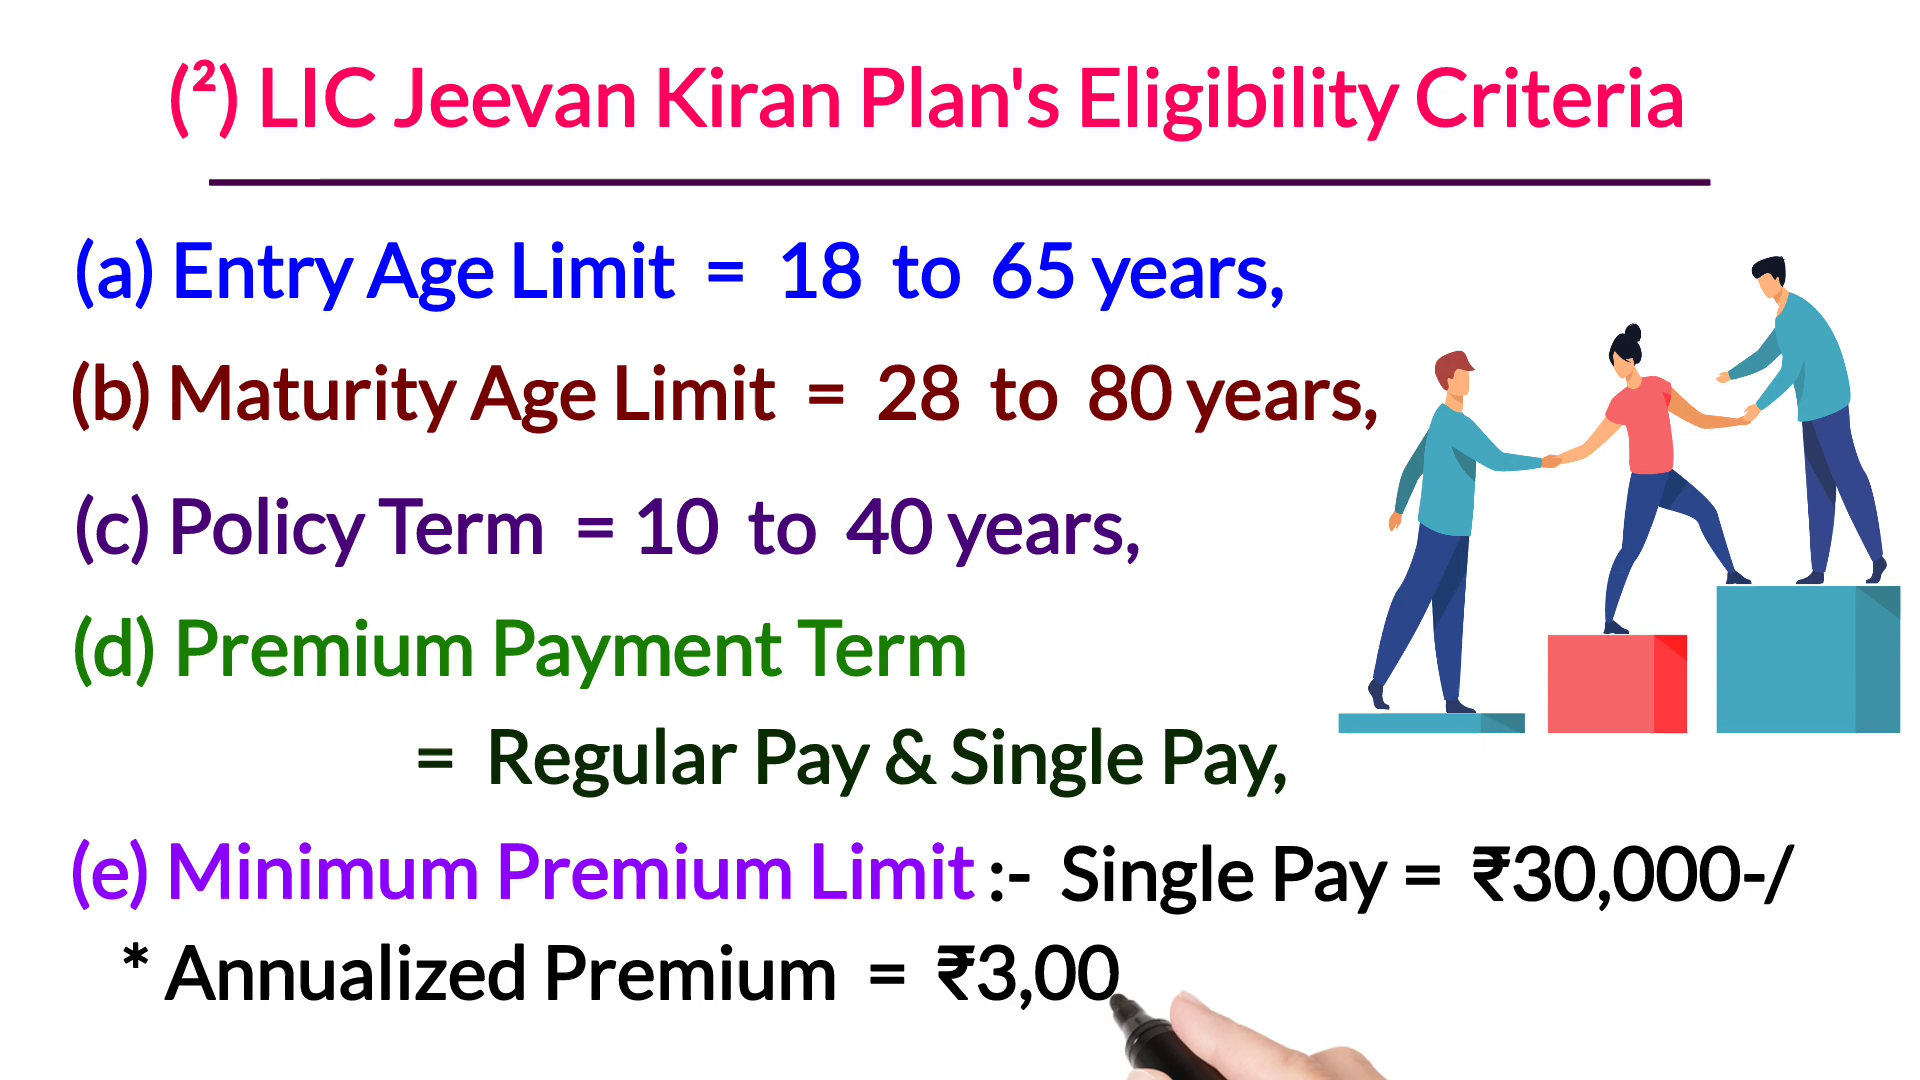 (²) LIC Jeevan Kiran Plan's Eligibility Criteria
(a) Entry Age Limit = 18 to 65 years,
(b) Maturity Age Limit = 28 to 80 years,
(c) Policy Term = 10 to 40 years,
(d) Premium Payment Term
= Regular Pay & Single Pay,
(e) Minimum Premium Limit :- Single Pay = ₹30,000-/
* Annualized Premium = ₹3,00